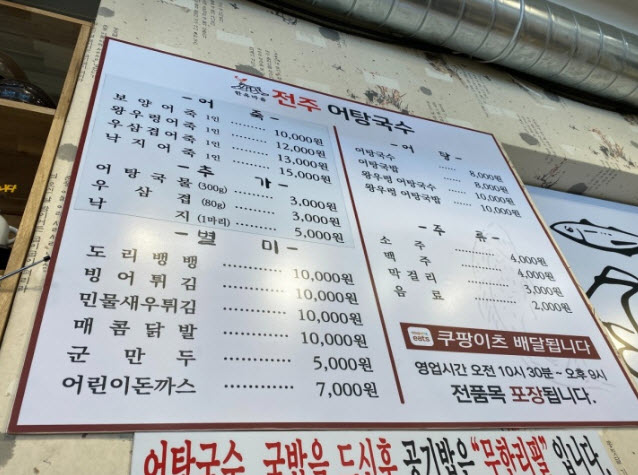 전주 어탕국수
- 어 죽 -
보양어죽 1인 10,000원
왕우렁어죽 1인 12,000원
우삼겹어죽 1인 13,000원
낙지어죽 1인 15,000원
- 추 가 -
어탕국물 (300g) 3,000원
우삼겹 (80g) 3,000원
낙지 (1마리) 5,000원
- 별 미 -
도리뱅뱅 10,000원
빙어튀김 10,000원
민물새우튀김 10,000원
매콤닭발 10,000원
군만두 5,000원
어린이돈까스 7,000원
- 어 탕 -
어탕국수 8,000원
어탕국밥 8,000원
왕우렁 어탕국수 10,000원
왕우렁 어탕국밥 10,000원
- 주 류 -
소주 4,000원
맥주 4,000원
막걸리 3,000원
음료 2,000원
eats 쿠팡이츠 배달됩니다
영업시간 오전 10시 30분~오후 9시
전품목 포장됩니다.
어탕국수, 국밥을 드신후 공기밥은 "무한리필"입니다